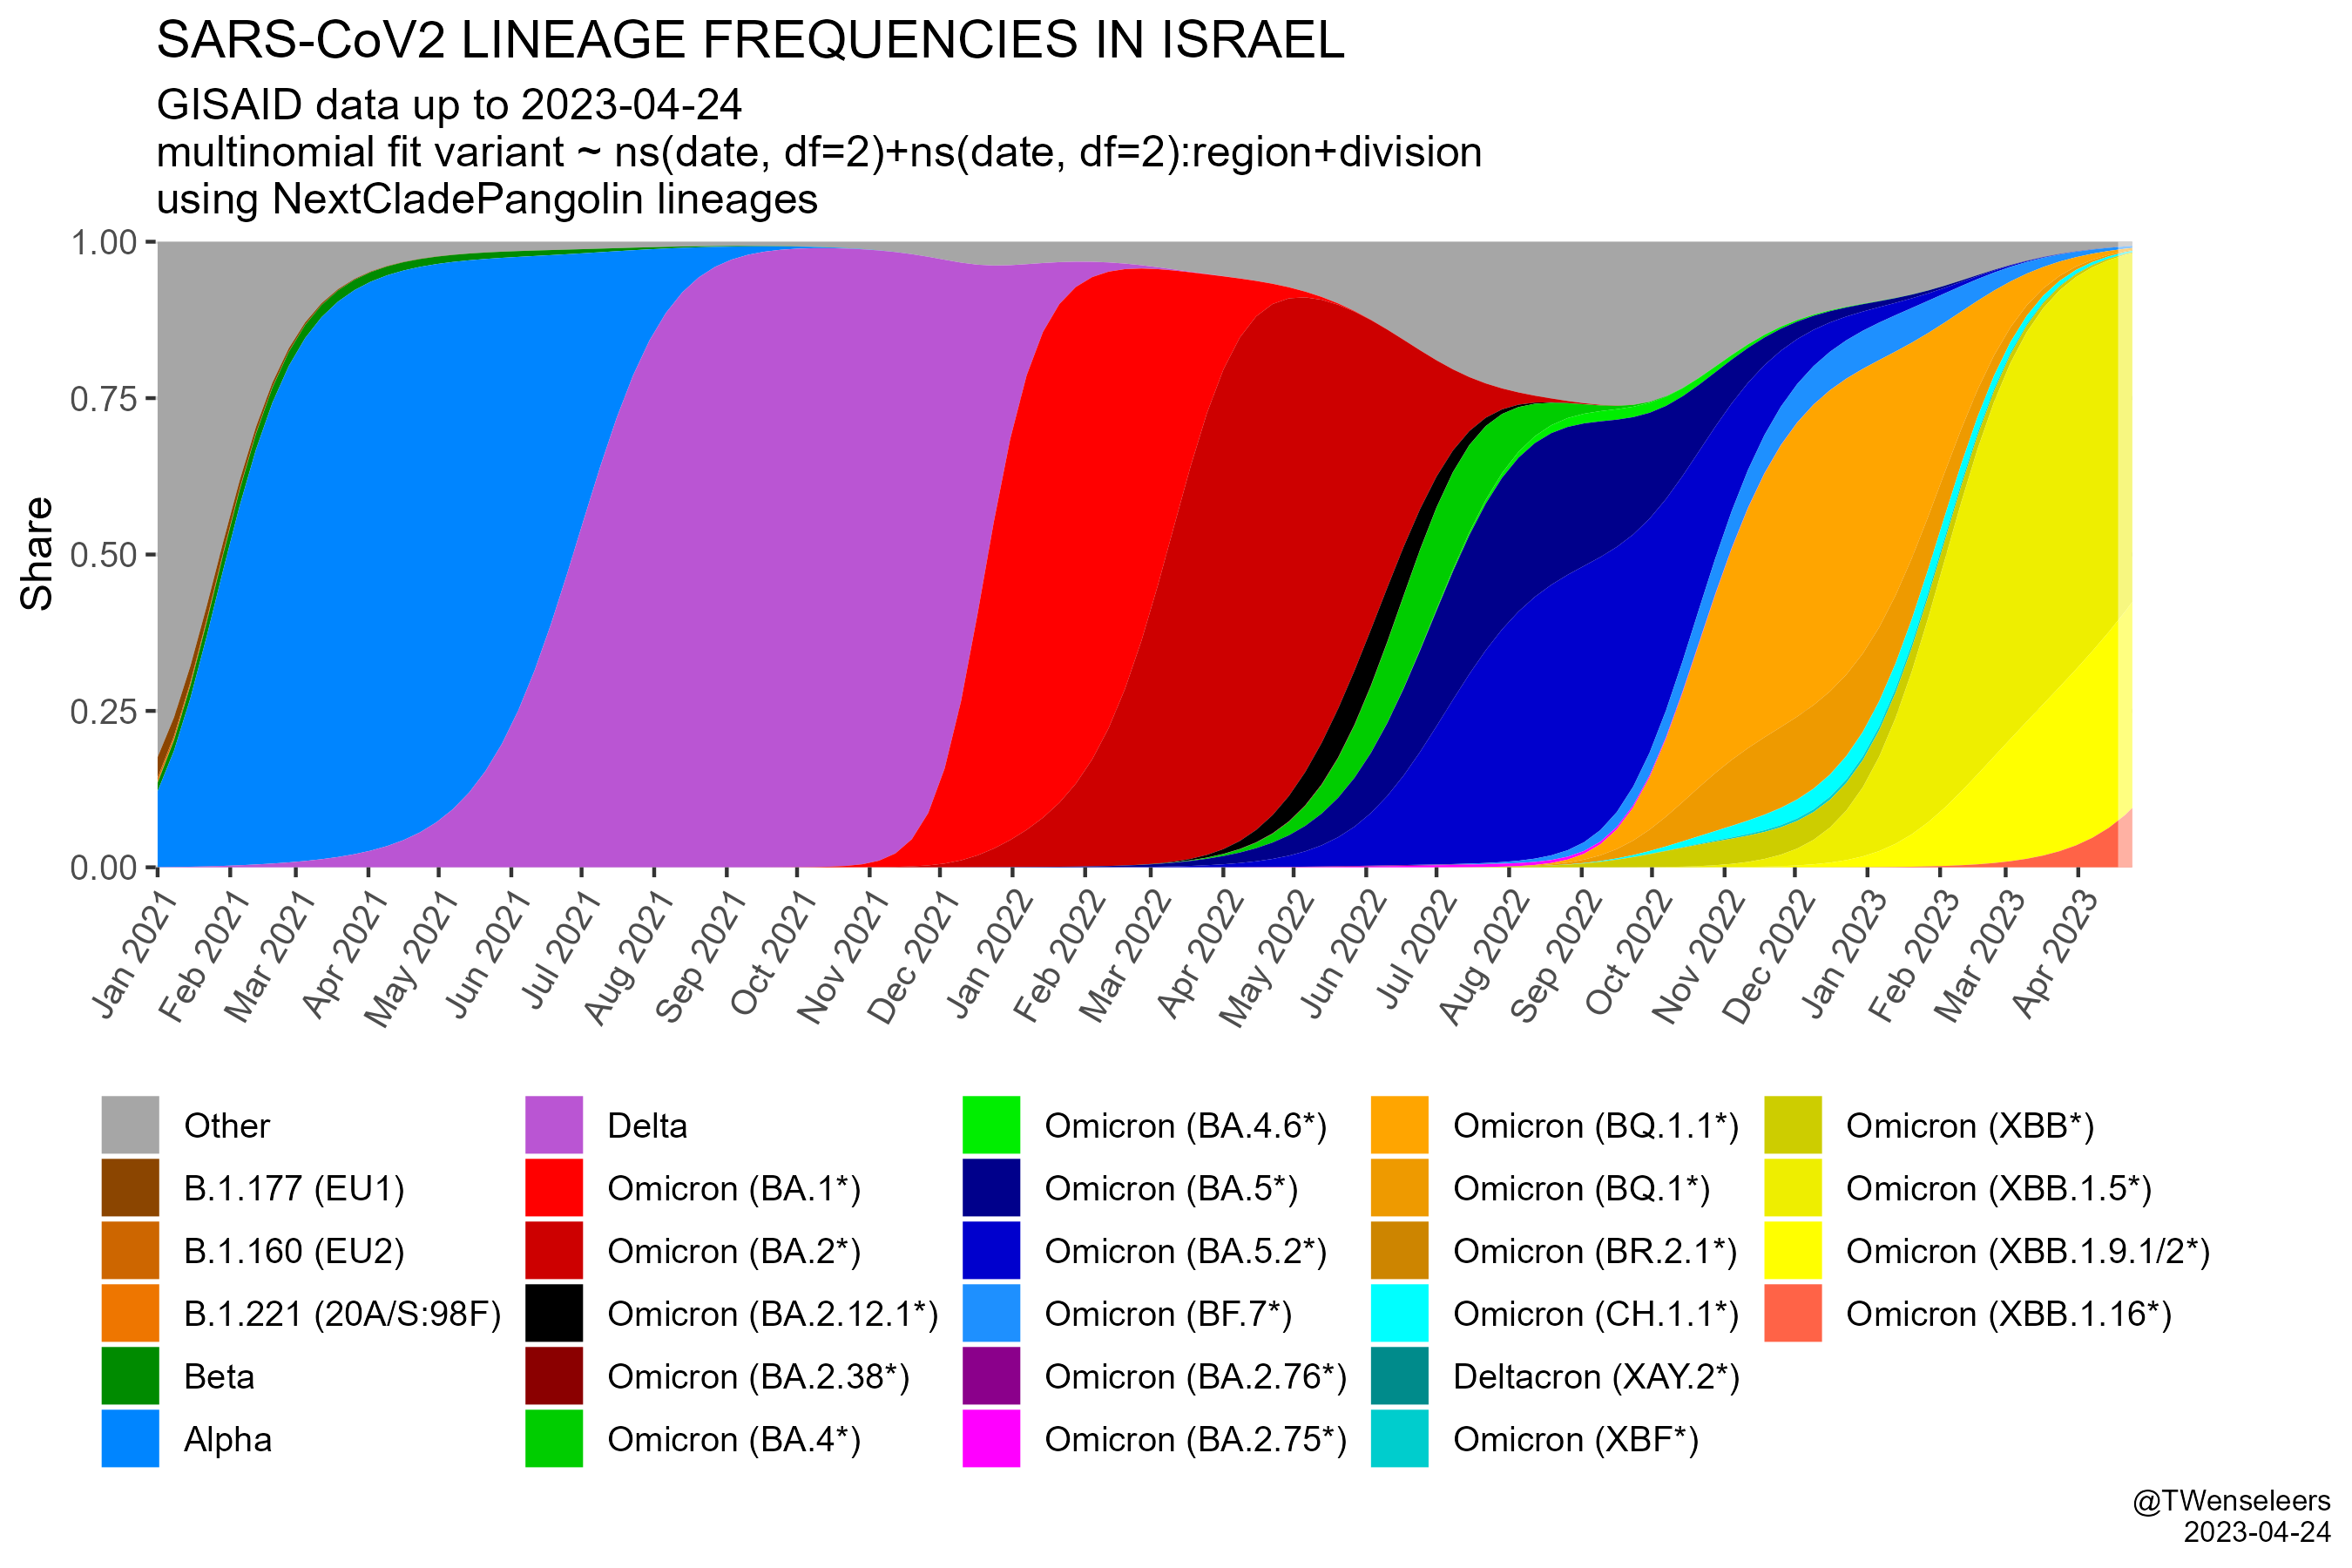 SARS-CoV2 LINEAGE FREQUENCIES IN ISRAEL
GISAID data up to 2023-04-24
multinomial fit variant ~ ns(date, df=2)+ns(date, df=2):region+division
using NextCladePangolin lineages
Share
1.00
0.75
0.50
0.25
0.00
Jan 2021
Feb 2021
Mar 2021
Apr 2021
May 2021
Jun 2021
Jul 2021
Aug 2021
Sep 2021
Oct 2021
Nov 2021
Dec 2021
Jan 2022
Feb 2022
Mar 2022
Apr 2022
May 2022
Jun 2022
Jul 2022
Aug 2022
Sep 2022
Oct 2022
Nov 2022
Dec 2022
Jan 2023
Feb 2023
Mar 2023
Apr 2023
Other
B.1.177 (EU1)
B.1.160 (EU2)
B.1.221 (20A/S:98F)
Beta
Alpha
Delta
Omicron (BA.1*)
Omicron (BA.2*)
Omicron (BA.2.12.1*)
Omicron (BA.2.38*)
Omicron (BA.4*)
Omicron (BA.4.6*)
Omicron (BA.5*)
Omicron (BA.5.2*)
Omicron (BF.7*)
Omicron (BA.2.76*)
Omicron (BA.2.75*)
Omicron (BQ.1.1*)
Omicron (BQ.1*)
Omicron (BR.2.1*)
Omicron (CH.1.1*)
Deltacron (XAY.2*)
Omicron (XBF*)
Omicron (XBB*)
Omicron (XBB.1.5*)
Omicron (XBB.1.9.1/2*)
Omicron (XBB.1.16*)
@TWenseleers
2023-04-24